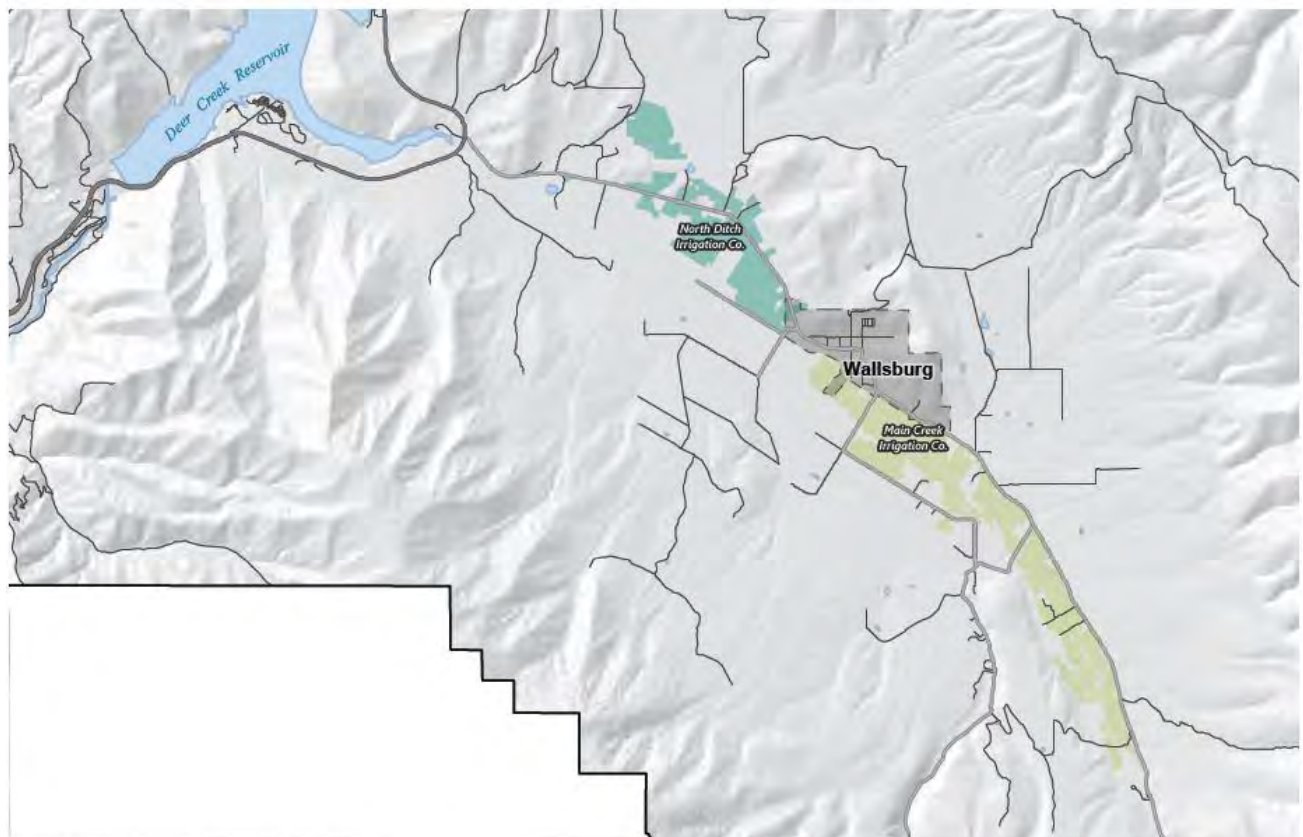 Deer Creek Reservoir
North Ditch
Irrigation Co.
Wallsburg
Main Creek
Irrigation Co.